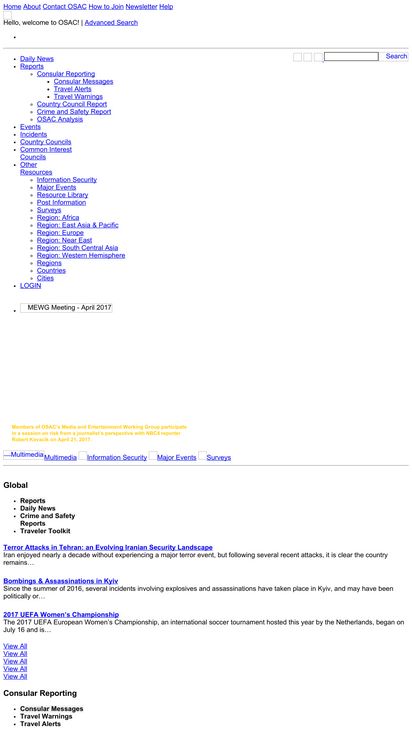 Home About Contact OSAC How to Join Newsletter Help
Hello, welcome to OSAC! | Advanced Search
Search
Daily News
Reports
Consular Reporting
Consular Messages
Travel Alerts
Travel Warnings
Country Council Report
Crime and Safety Report
OSAC Analysis
Events
Incidents
Country Councils
Common Interest
Councils
Other
Resources
Information Security
Major Events
Resource Library
Post Information
Surveys
Region: Africa
Region: East Asia & Pacific
Region: Europe
Region: Near East
Region: South Central Asia
Region: Western Hemisphere
Regions
Countries
Cities
LOGIN
MEWG Meeting - April 2017
Members of OSAC's Media and Entertainment Working Group participate
in a session on risk from a journalist's perspective with NBC4 reporter
Robert Kovacik on April 21, 2017
Multimedia Multimedia Information Security Major Events Surveys
Global
Reports
Daily News
Crime and Safety
Reports
Traveler Toolkit
Terror Attacks in Tehran: an Evolving Iranian Security Landscape
Iran enjoyed nearly a decade without experiencing a major terror event, but following several recent attacks, it is clear the country
remains…
Bombings & Assassinations in Kyiv
Since the summer of 2016, several incidents involving explosives and assassinations have taken place in Kyiv, and may have been
politically or…
2017 UEFA Women's Championship
The 2017 UEFA European Women's Championship, an international soccer tournament hosted this year by the Netherlands, began on
July 16 and is…
View All
View All
View All
View All
View All
Consular Reporting
Consular Messages
Travel Warnings
Travel Alerts